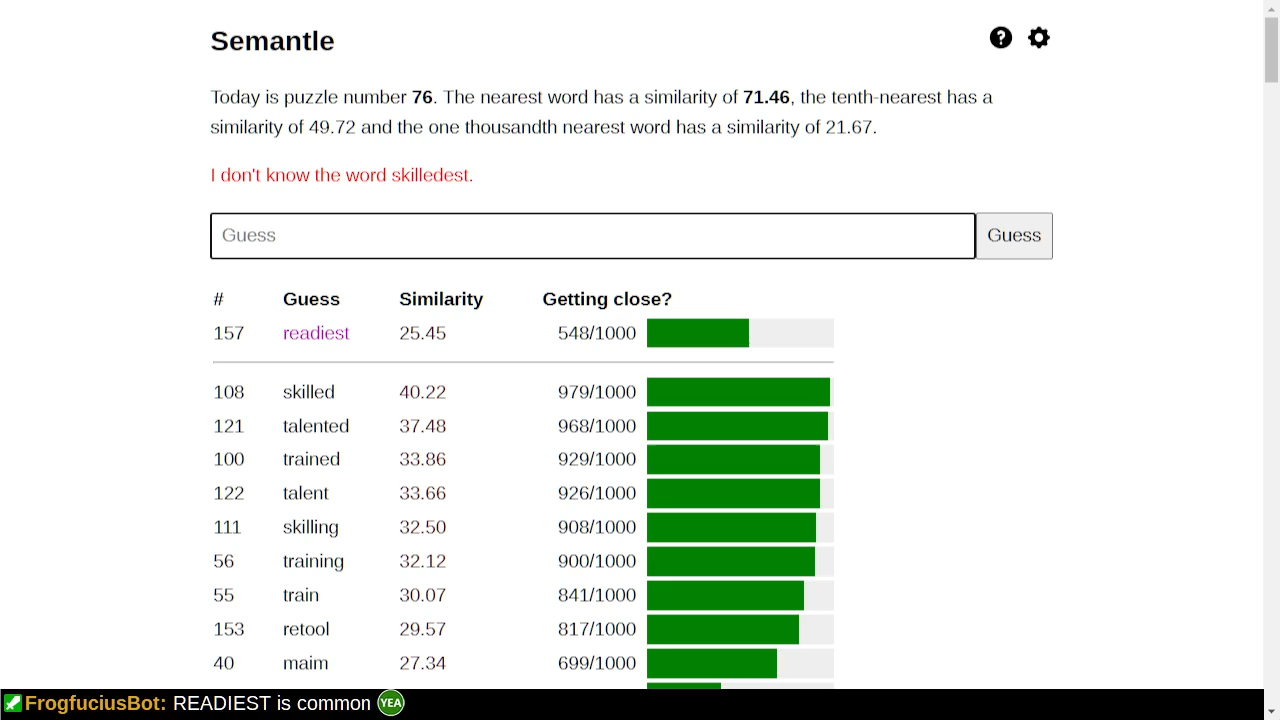 Semantle
Today is puzzle number 76. The nearest word has a similarity of 71.46, the tenth-nearest has a
similarity of 49.72 and the one thousandth nearest word has a similarity of 21.67.
I don't know the word skilledest.
Guess Guess
# Guess Similarity Getting close?
157 readiest 25.45 548/1000
108 skilled 40.22 979/1000
121 talented 37.48 968/1000
100 trained 33.86 929/1000
122 talent 33.66 926/1000
111 skilling 32.50 908/1000
56 training 32.12 900/1000
55 train 30.07 841/1000
153 retool 29.57 817/1000
40 maim 27.34 699/1000
FrogfuciusBot: READIEST is common YEA